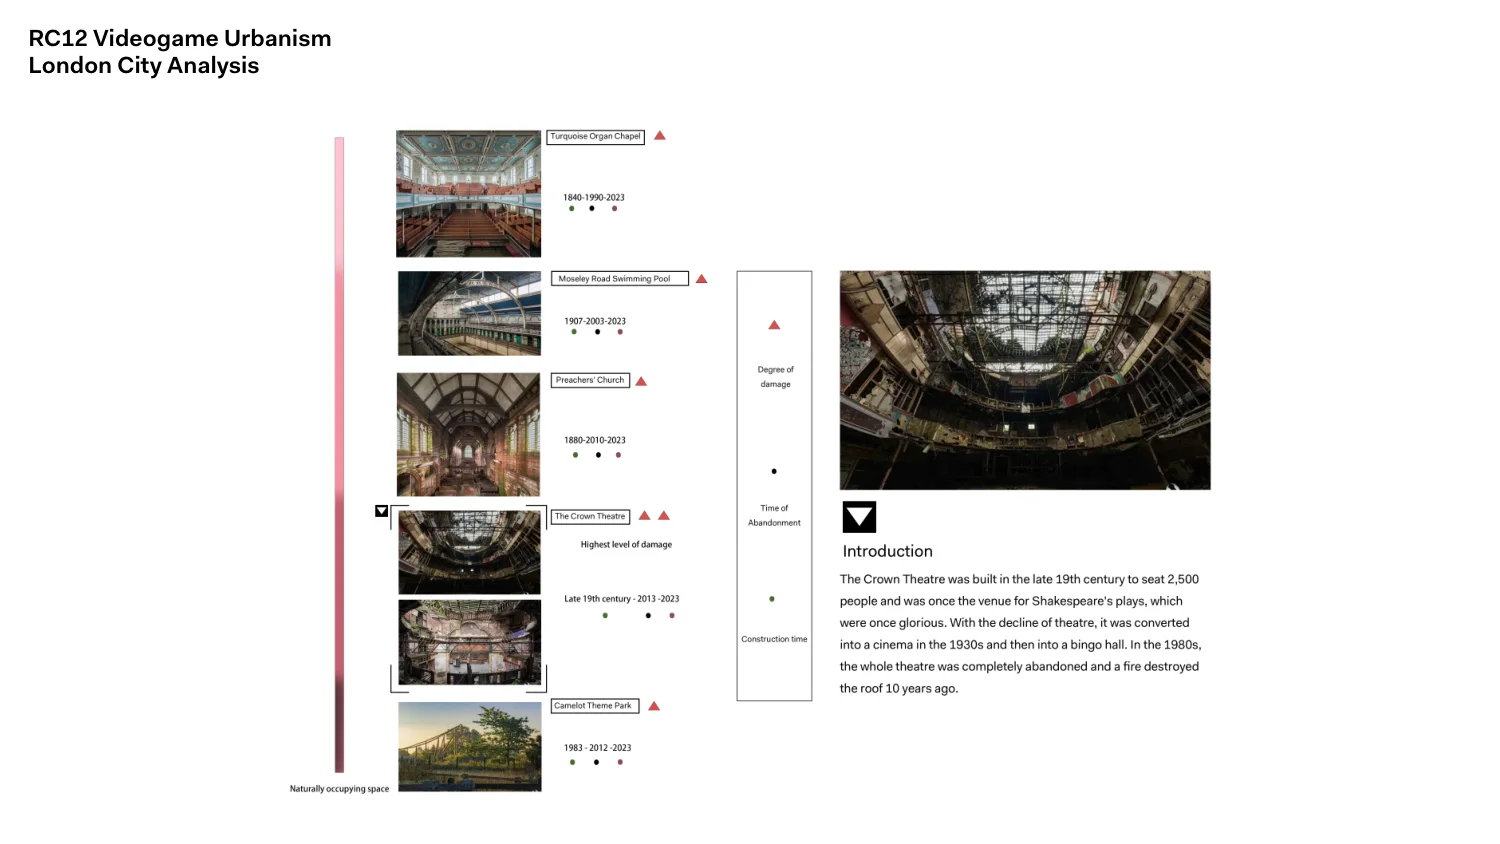 RC12 Videogame Urbanism
London City Analysis
Turquoise Organ Chapel
1840-1990-2023
Moseley Road Swimming Pool
1907-2003-2023
Preachers' Church
1880-2010-2023
The Crown Theatre
Highest level of damage
Late 19th century - 2013 -2023
Camelot Theme Park
1983 - 2012 -2023
Naturally occupying space
Degree of
damage
Time of
Abandonment
Construction time
Introduction
The Crown Theatre was built in the late 19th century to seat 2,500
people and was once the venue for Shakespeare's plays, which
were once glorious. With the decline of theatre, it was converted
into a cinema in the 1930s and then into a bingo hall. In the 1980s,
the whole theatre was completely abandoned and a fire destroyed
the roof 10 years ago.